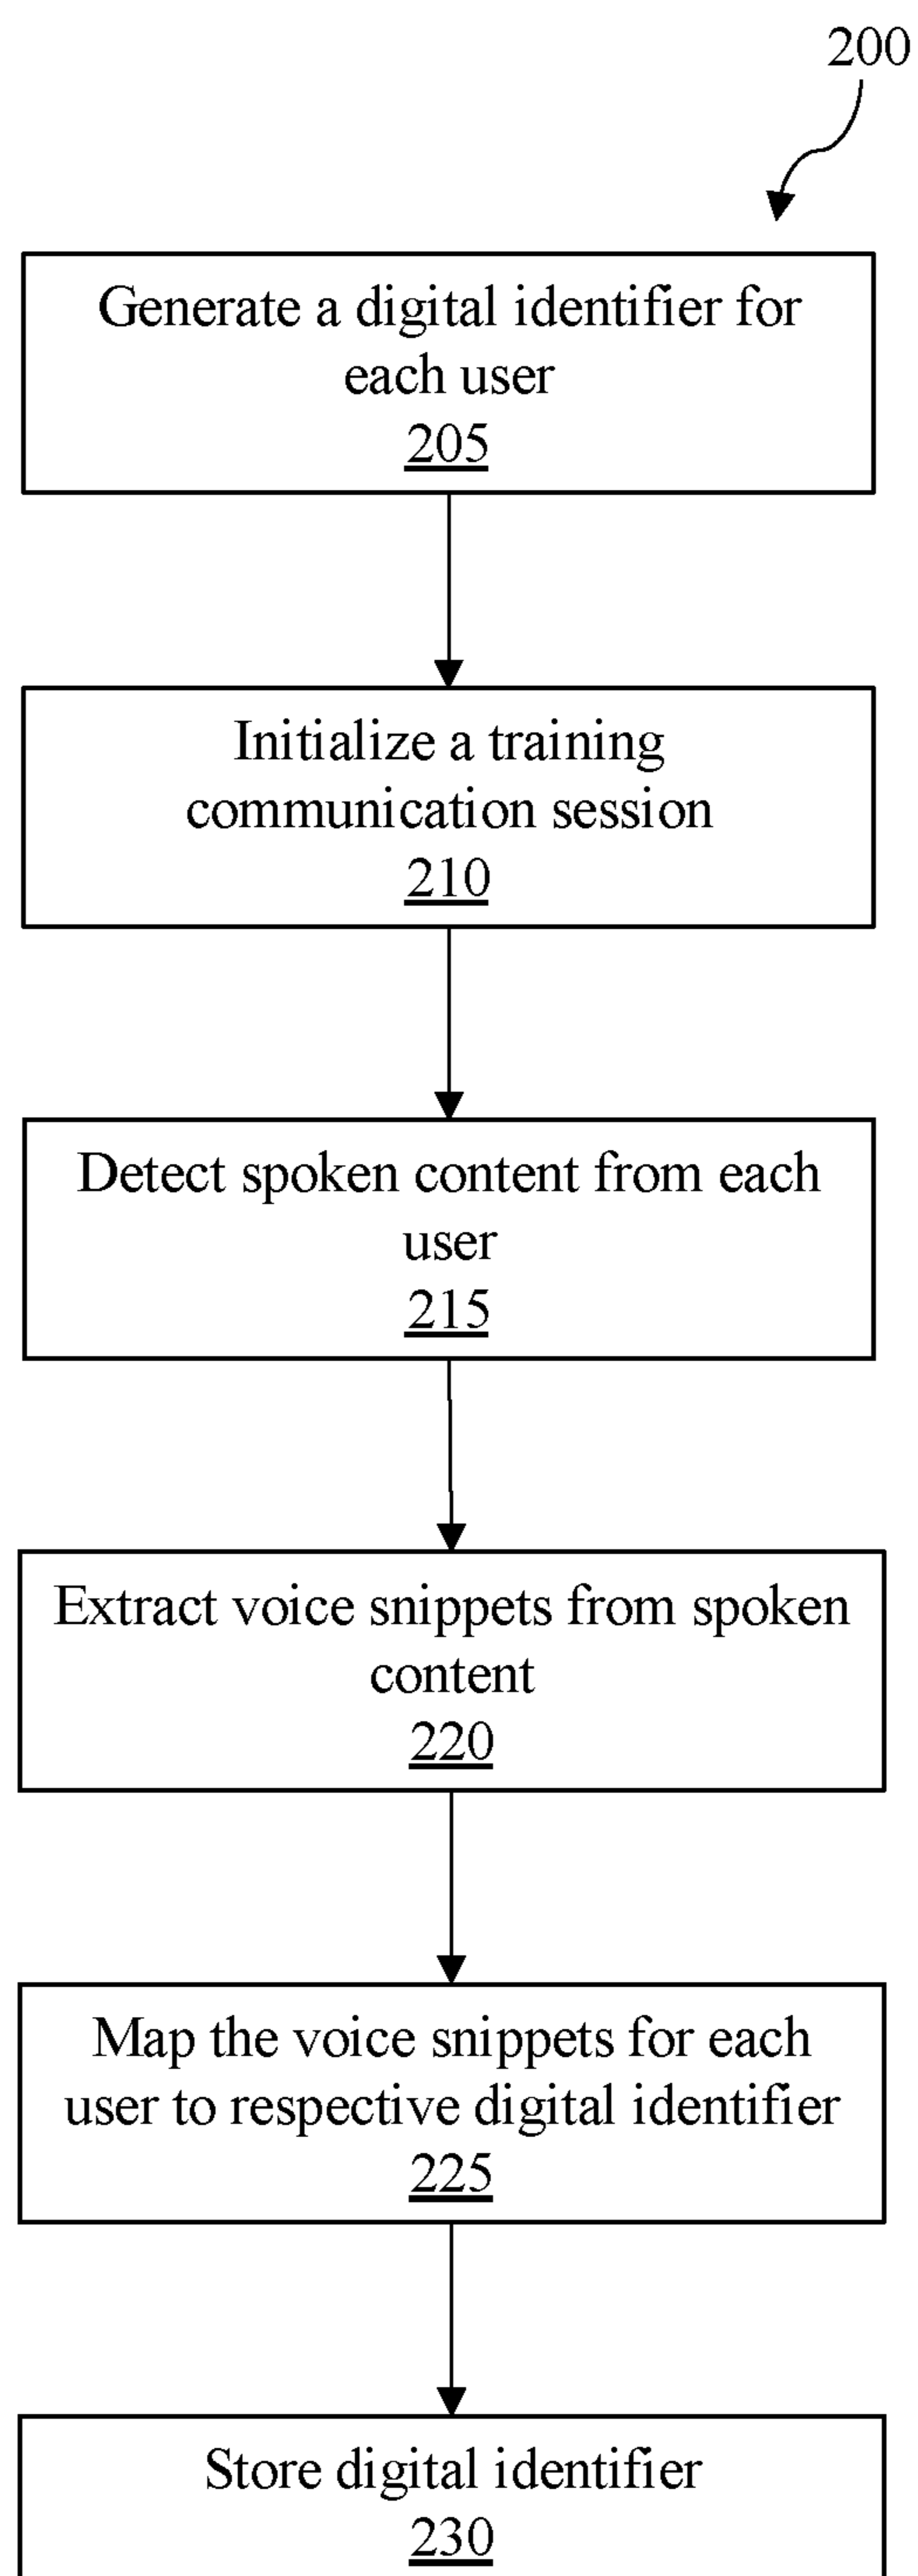 200
Generate a digital identifier for
each user
205
Initialize a training
communication session
210
Detect spoken content from each
user
215
Extract voice snippets from spoken
content
220
Map the voice snippets for each
user to respective digital identifier
225
Store digital identifier
230